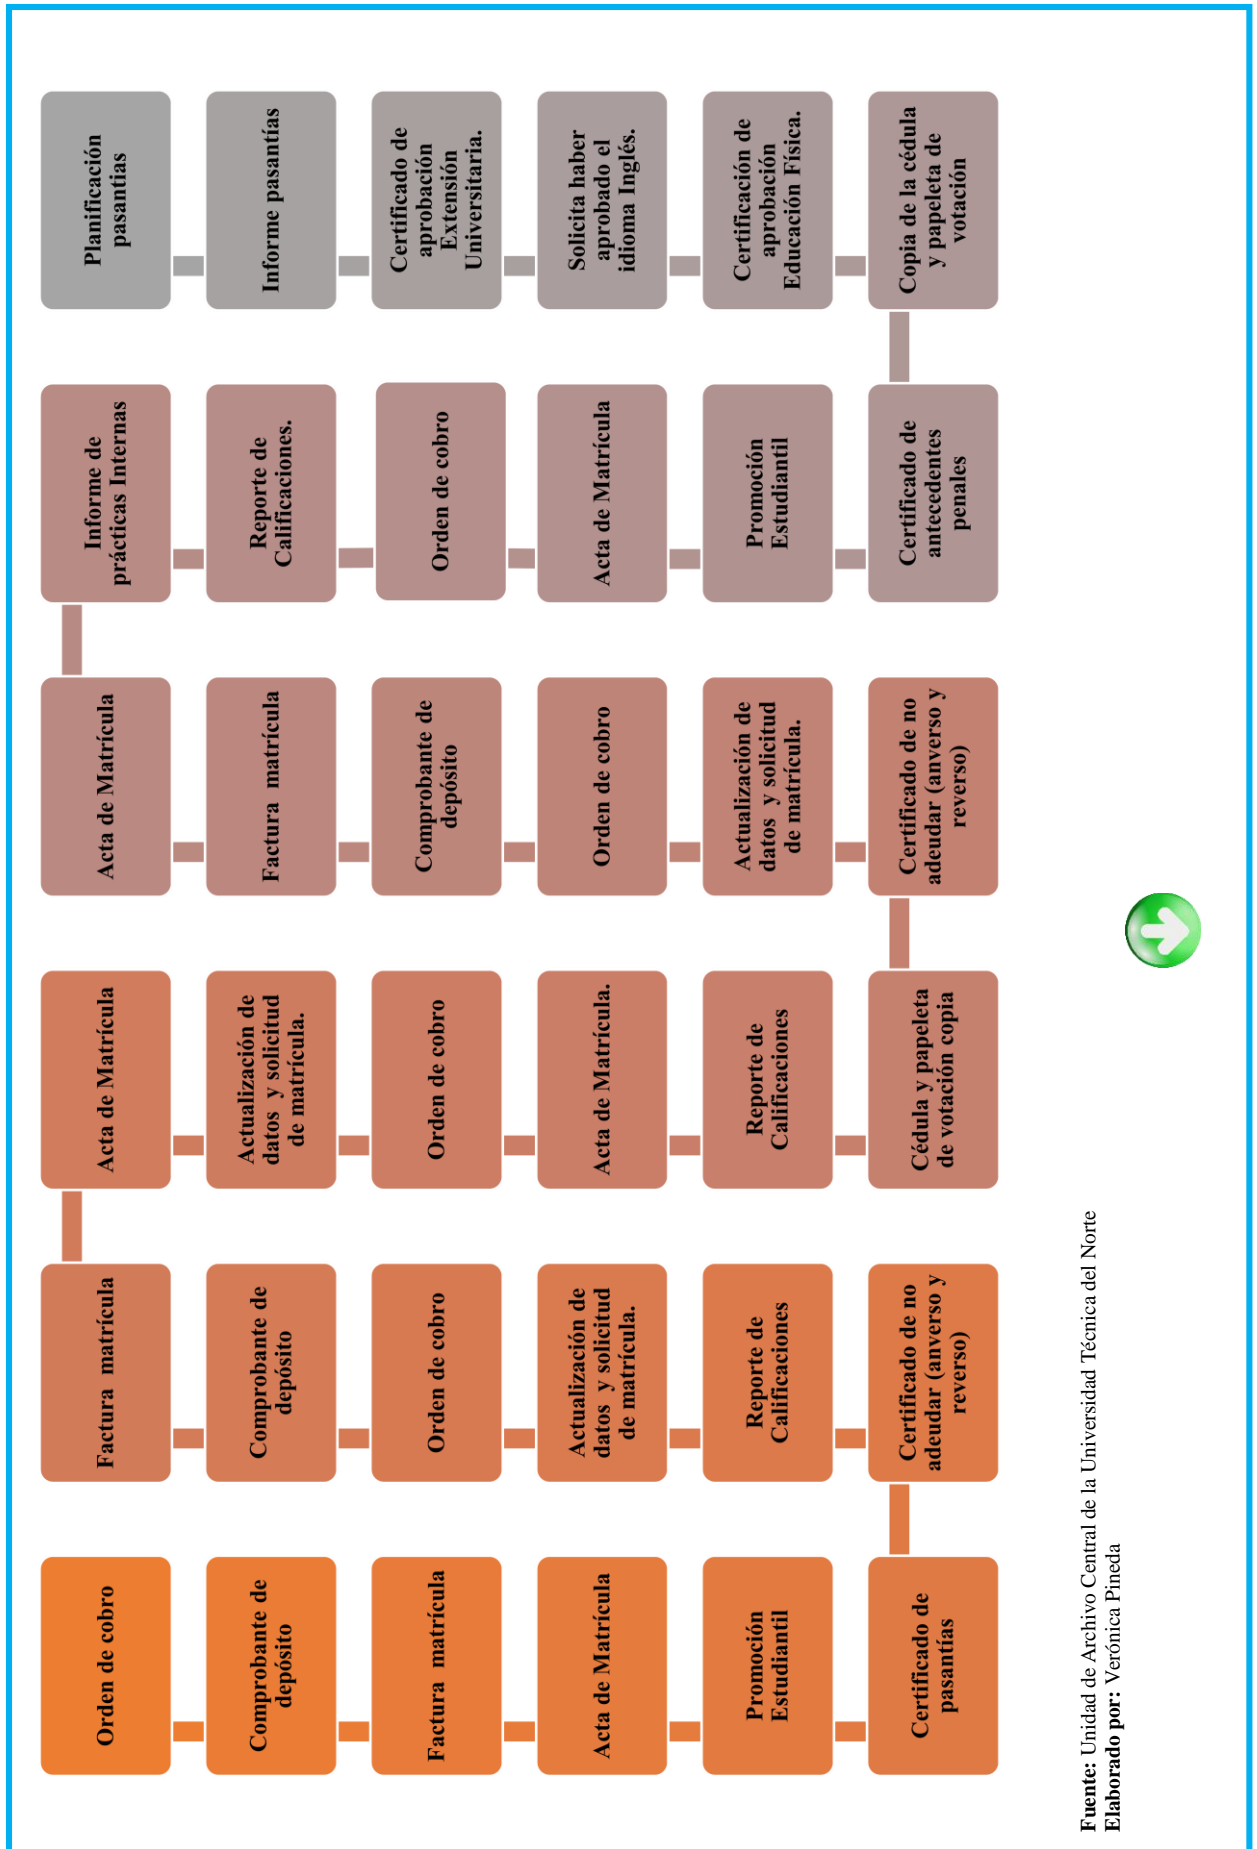 Orden de cobro
Comprobante de
depósito
Factura matrícula
Acta de Matrícula
Promoción
Estudiantil
Certificado de
pasantías
Certificado de no
adeudar (anverso y
reverso)
Reporte de
Calificaciones
Actualización de
datos y solicitud
de matrícula.
Orden de cobro
Comprobante de
depósito
Factura matrícula
Acta de Matrícula
Actualización de
datos y solicitud
de matrícula.
Orden de cobro
Acta de Matrícula.
Reporte de
Calificaciones
Cédula y papeleta
de votación copia
Certificado de no
adeudar (anverso y
reverso)
Actualización de
datos y solicitud
de matrícula.
Orden de cobro
Comprobante de
depósito
Factura matrícula
Acta de Matrícula
Informe de
prácticas Internas
Reporte de
Calificaciones.
Orden de cobro
Acta de Matrícula
Promoción
Estudiantil
Certificado de
antecedentes
penales
Copia de la cédula
y papeleta de
votación
Certificación de
aprobación
Educación Física.
Solicita haber
aprobado el
idioma Inglés.
Certificado de
aprobación
Extensión
Universitaria.
Informe pasantías
Planificación
pasantias
Fuente: Unidad de Archivo Central de la Universidad Técnica del Norte
Elaborado por: Verónica Pineda